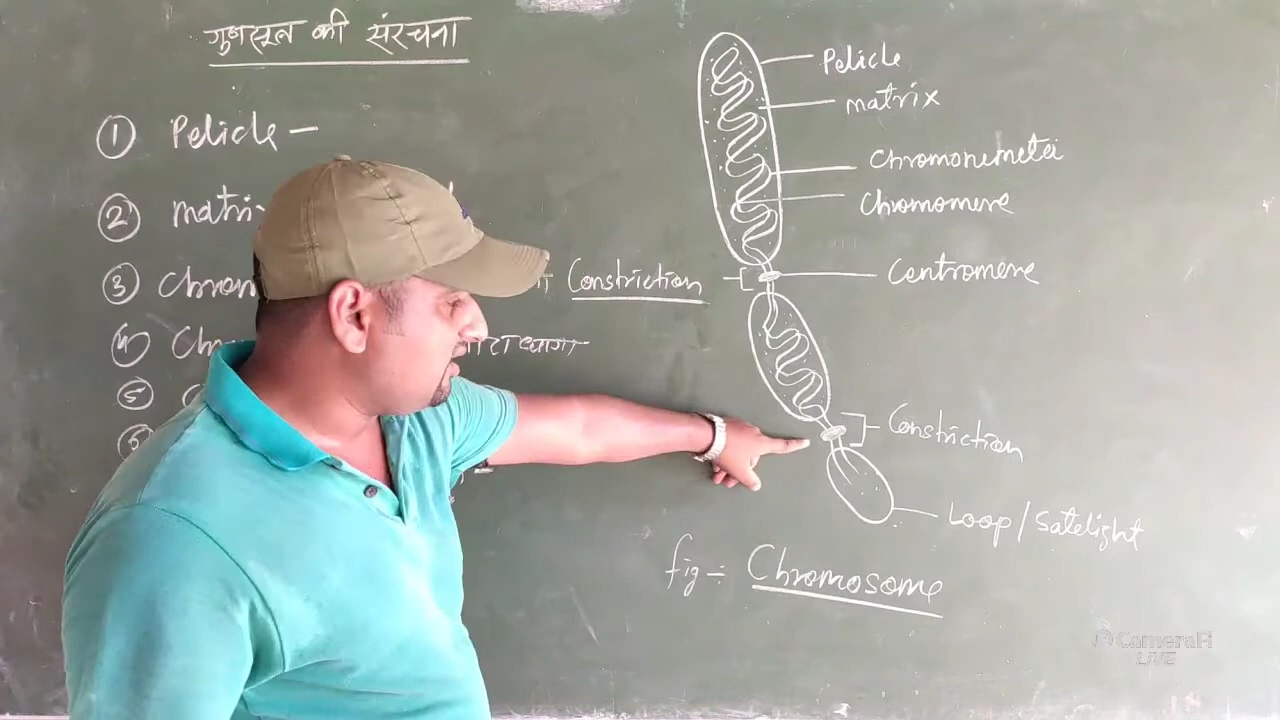 गुणसूत्र की संरचना
① Pelicle –
② matri
③ Chrom
Constriction
④ Ch
धागा
⑤
⑥
Pelicle
matrix
Chromonemeta
Chromomere
Centromere
Constriction
Loop / Satelight
fig –: Chromosome
CameraFi
LIVE